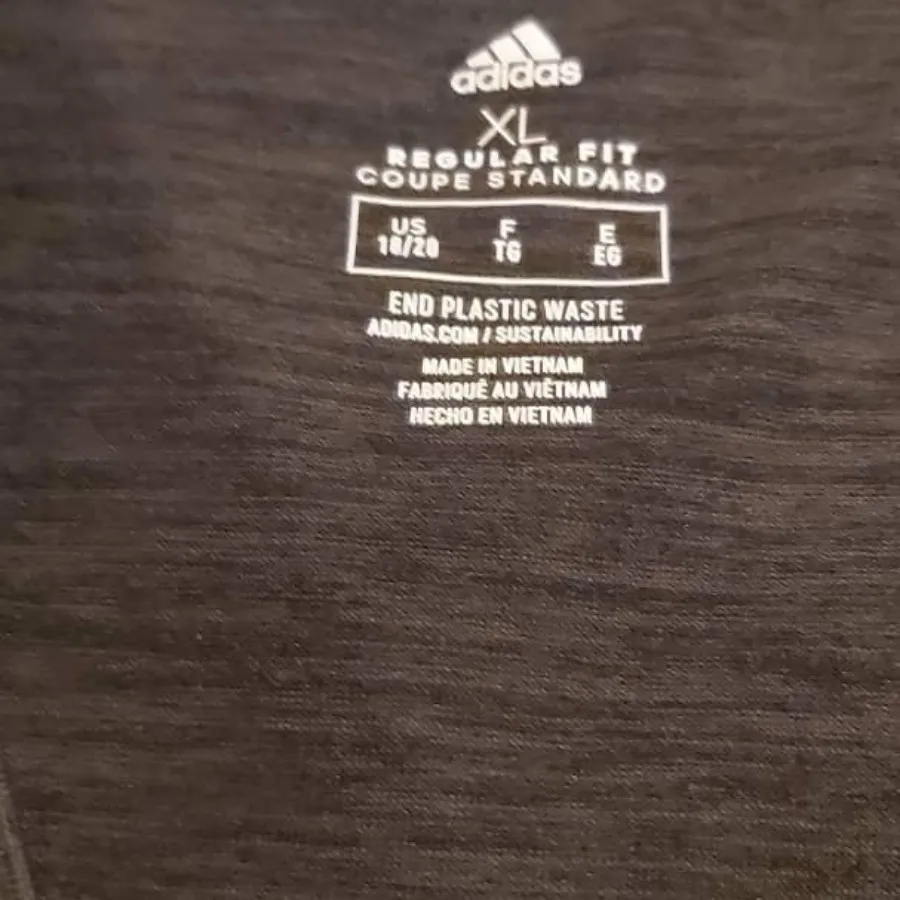 adidas
XL
REGULAR FIT
COUPE STANDARD
US F E
18/20 TG EG
END PLASTIC WASTE
ADIDAS.COM / SUSTAINABILITY
MADE IN VIETNAM
FABRIQUÉ AU VIÊTNAM
HECHO EN VIETNAM